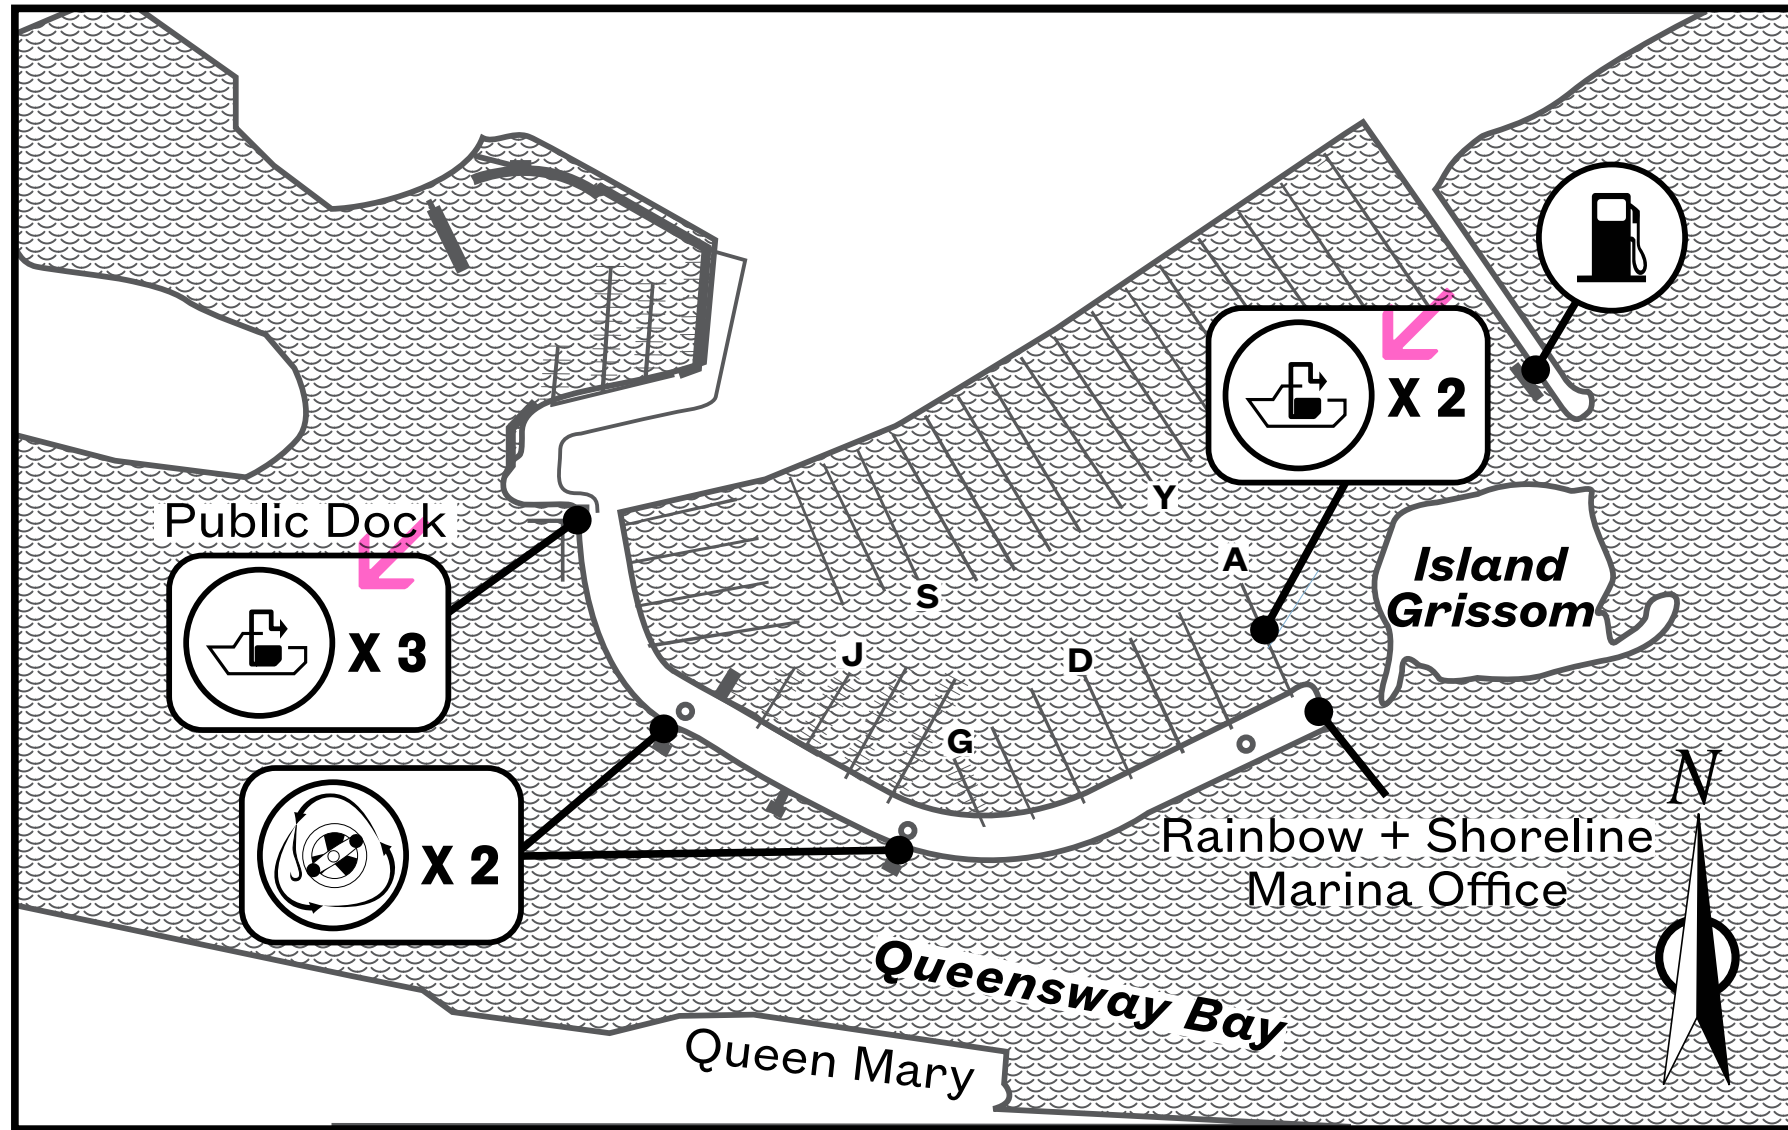 X 2
Y
Public Dock
A
Island
Grissom
S
X 3
J
D
G
X 2
Rainbow + Shoreline
Marina Office
N
Queensway Bay
Queen Mary